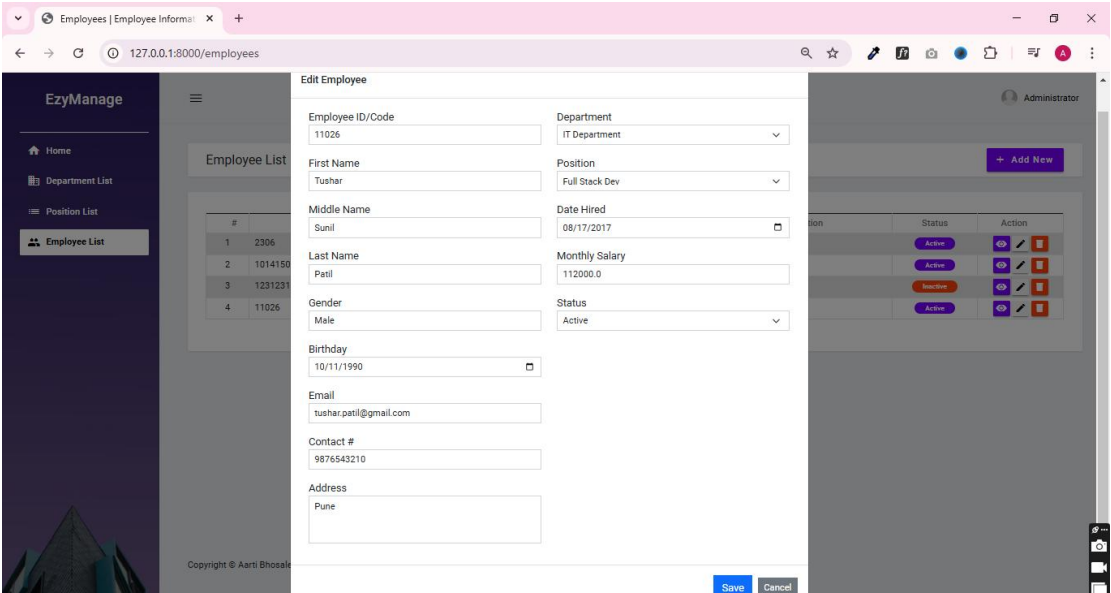 Employees | Employee Informat
127.0.0.1:8000/employees
A
EzyManage
Administrator
Home
Department List
Position List
Employee List
Employee List
+ Add New
# Status Action
1 2306 Active
2 1014150 Active
3 1231231 Inactive
4 11026 Active
Edit Employee
Employee ID/Code
11026
First Name
Tushar
Middle Name
Sunil
Last Name
Patil
Gender
Male
Birthday
10/11/1990
Email
tushar.patil@gmail.com
Contact #
9876543210
Address
Pune
Department
IT Department
Position
Full Stack Dev
Date Hired
08/17/2017
Monthly Salary
112000.0
Status
Active
Save Cancel
Copyright © Aarti Bhosale